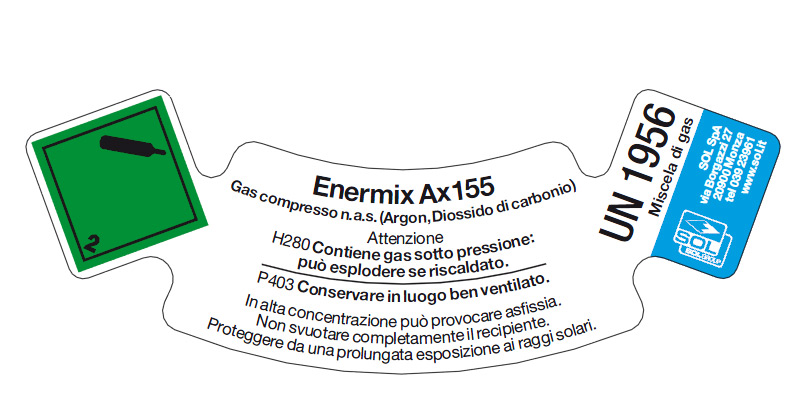 2
Enermix Ax155
Gas compresso n.a.s. (Argon, Diossido di carbonio)
Attenzione
H280 Contiene gas sotto pressione:
può esplodere se riscaldato.
P403 Conservare in luogo ben ventilato.
In alta concentrazione può provocare asfissia.
Non svuotare completamente il recipiente.
Proteggere da una prolungata esposizione ai raggi solari.
UN 1956
Miscela di gas
SOL SpA
via Borgazzi 27
20900 Monza
tel 039 23961
www.sol.it
SOL